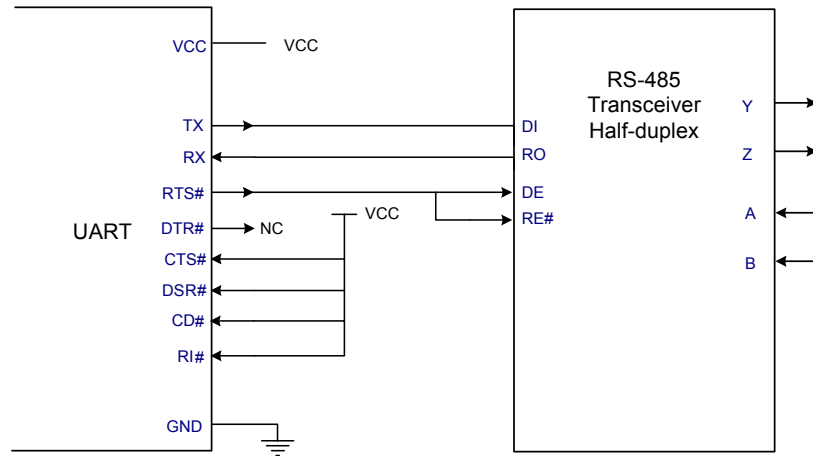 VCC
VCC
TX
RX
RTS#
DTR#
NC
VCC
UART
CTS#
DSR#
CD#
RI#
GND
RS-485
Transceiver
Half-duplex
DI
RO
DE
RE#
Y
Z
A
B